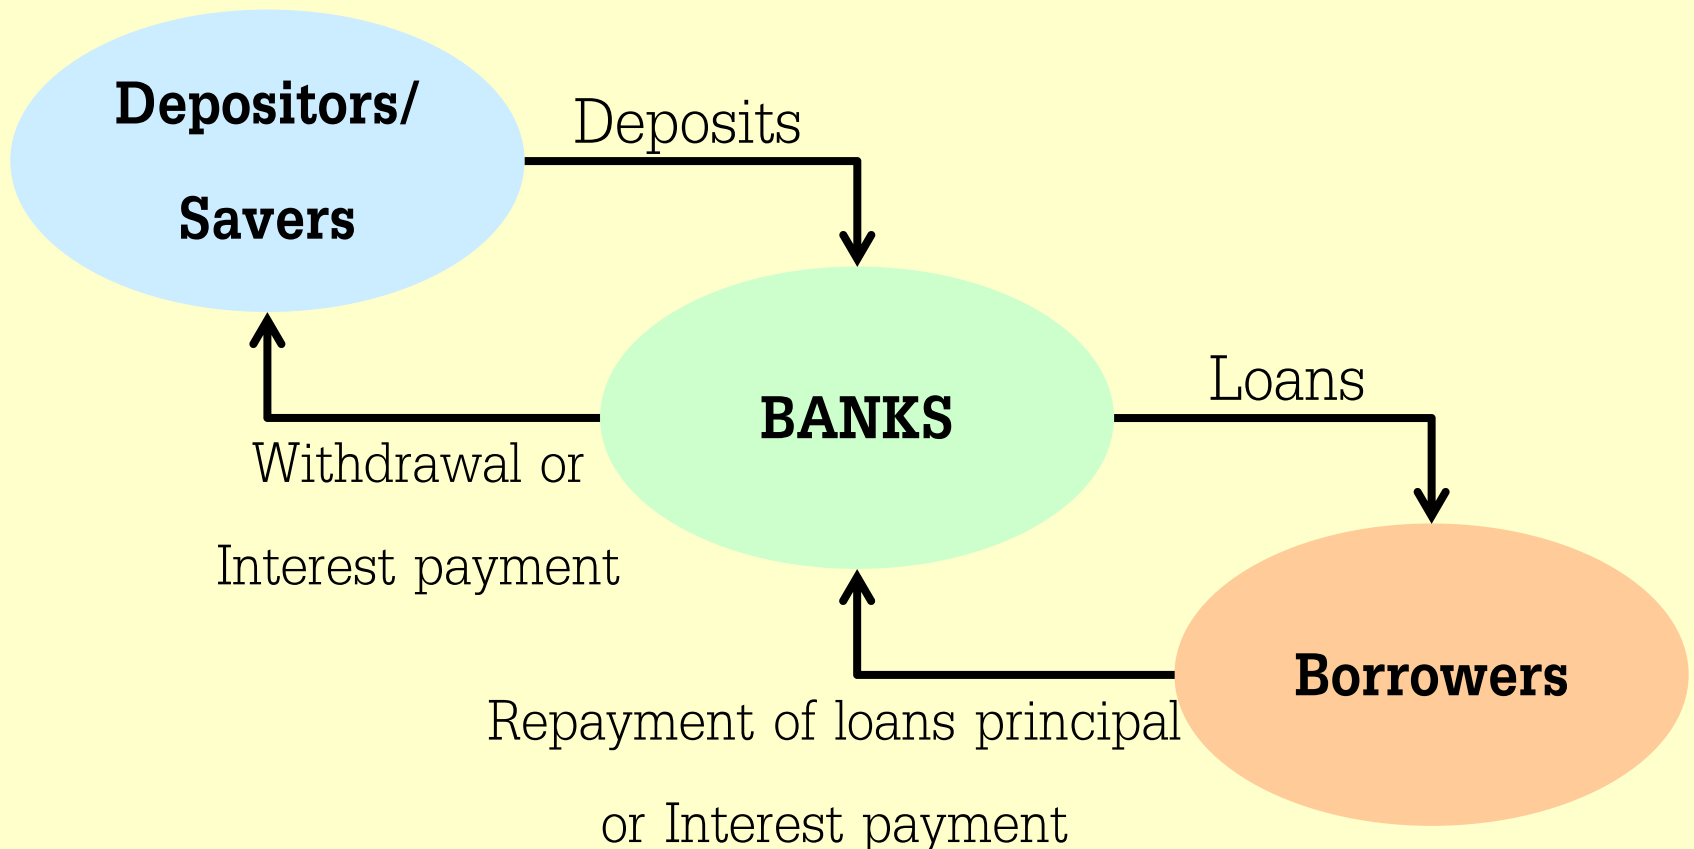 Depositors/
Savers
Deposits
BANKS
Loans
Withdrawal or
Interest payment
Borrowers
Repayment of loans principal
or Interest payment